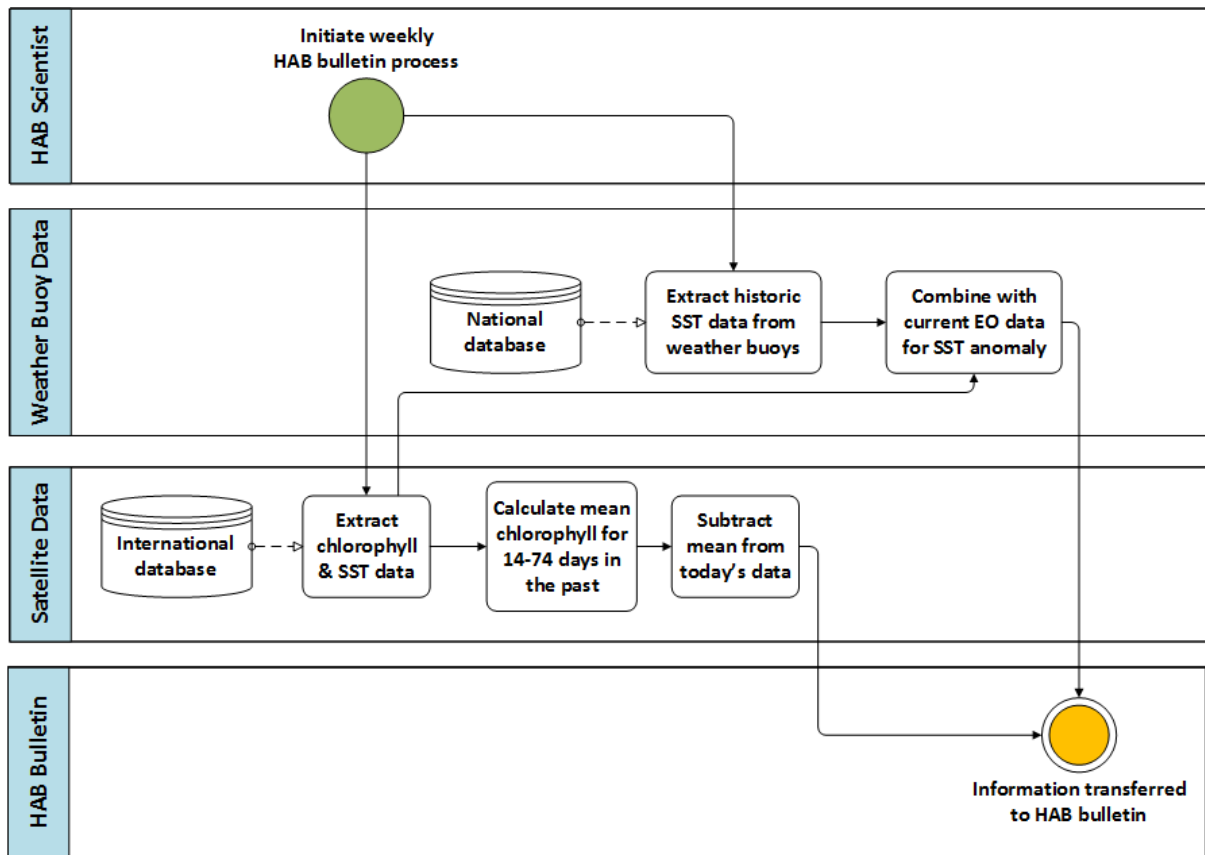 HAB Scientist
Initiate weekly
HAB bulletin process
Weather Buoy Data
National
database
Extract historic
SST data from
weather buoys
Combine with
current EO data
for SST anomaly
Satellite Data
International
database
Extract
chlorophyll
& SST data
Calculate mean
chlorophyll for
14-74 days in
the past
Subtract
mean from
today’s data
HAB Bulletin
Information transferred
to HAB bulletin